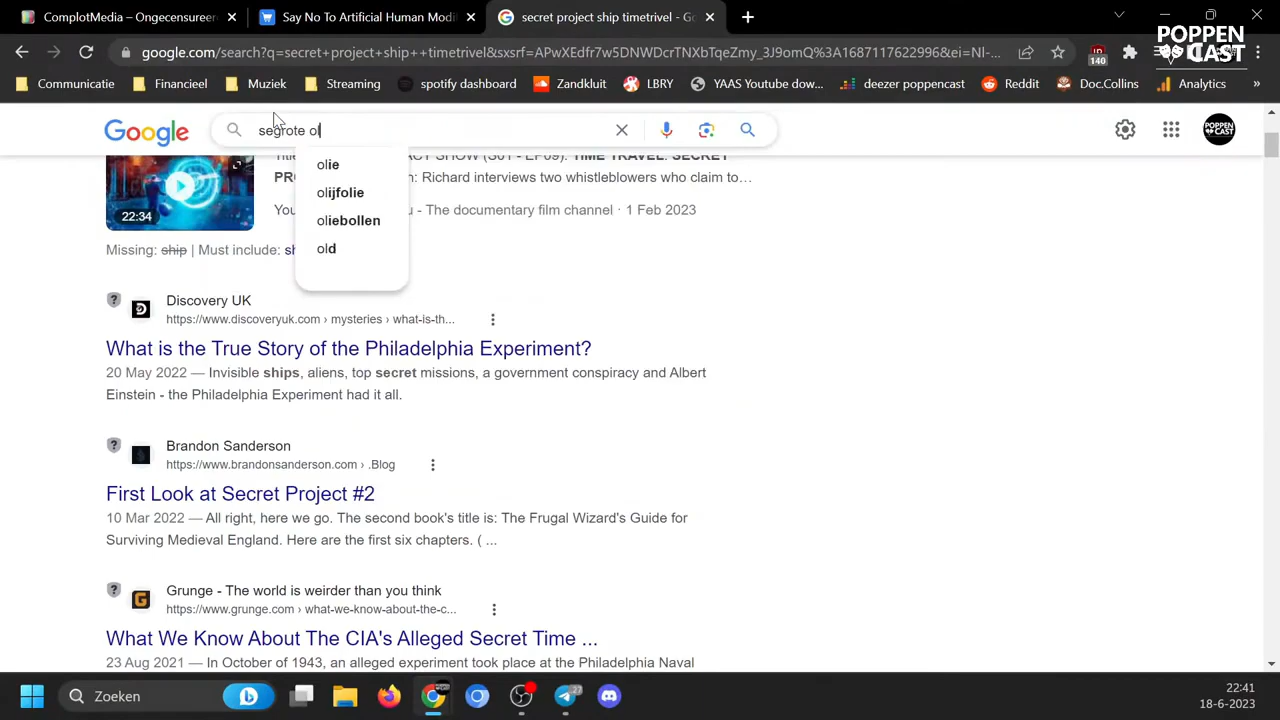 ComplotMedia – Ongecensureer
Say No To Artificial Human Modif
secret project ship timetrivel - Go
google.com/search?q=secret+project+ship++timetrivel&sxsrf=APwXEdfr7w5DNWDcrTNXbTqeZmy_3J9omQ%3A1687117622996&ei=NI-...
140
POPPEN
CAST
Communicatie
Financieel
Muziek
Streaming
spotify dashboard
Zandkluit
LBRY
YAAS Youtube dow...
deezer poppencast
Reddit
Doc.Collins
Analytics
»
Google
segrote ol
POPPEN
CAST
olie
olijfolie
oliebollen
old
TIME TRAVEL: SECRET
: Richard interviews two whistleblowers who claim to…
22:34
- The documentary film channel · 1 Feb 2023
Missing: ship | Must include:
Discovery UK
https://www.discoveryuk.com › mysteries › what-is-th...
What is the True Story of the Philadelphia Experiment?
20 May 2022 — Invisible ships, aliens, top secret missions, a government conspiracy and Albert
Einstein - the Philadelphia Experiment had it all.
Brandon Sanderson
https://www.brandonsanderson.com › .Blog
First Look at Secret Project #2
10 Mar 2022 — All right, here we go. The second book's title is: The Frugal Wizard's Guide for
Surviving Medieval England. Here are the first six chapters. ( ...
Grunge - The world is weirder than you think
https://www.grunge.com › what-we-know-about-the-c...
What We Know About The CIA's Alleged Secret Time ...
23 Aug 2021 — In October of 1943, an alleged experiment took place at the Philadelphia Naval
Zoeken
27
22:41
18-6-2023